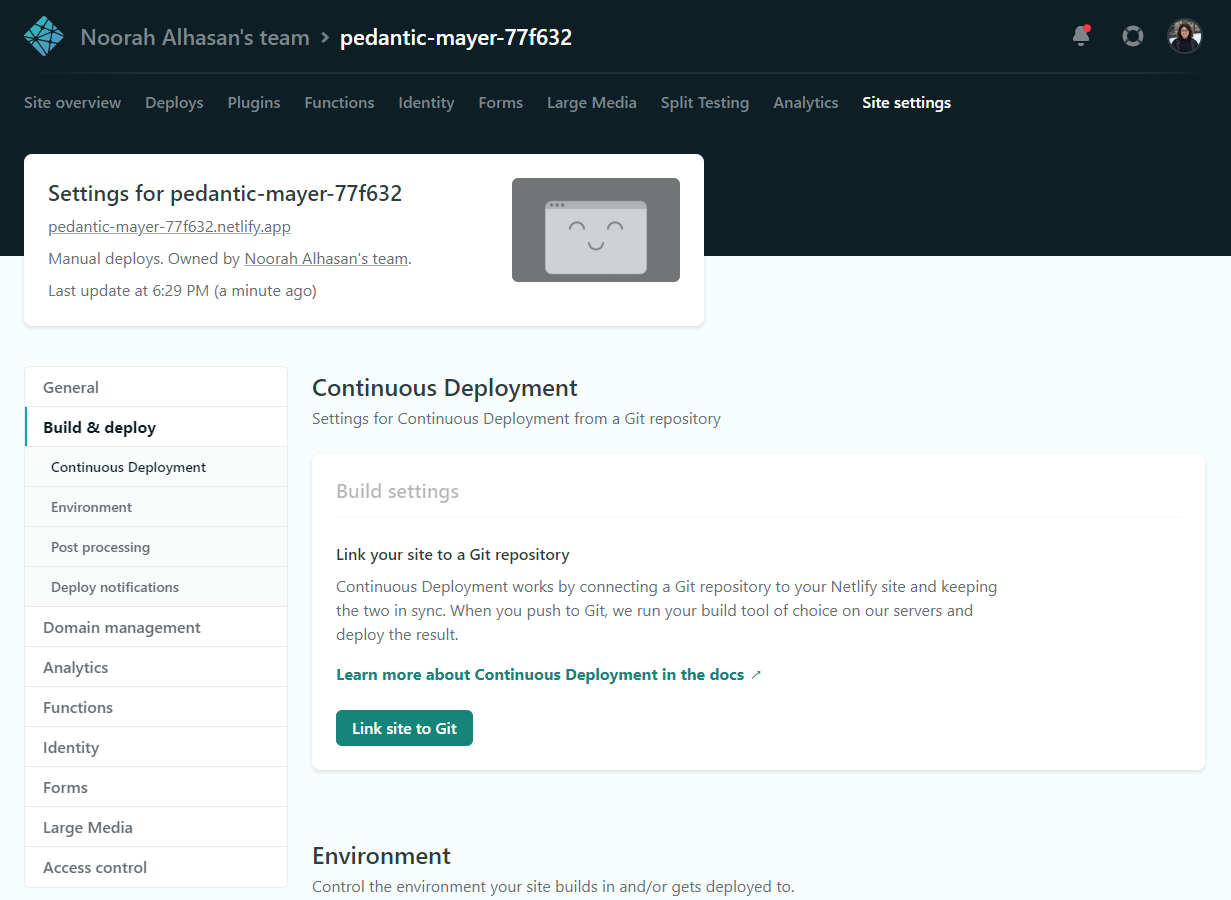 Noorah Alhasan's team > pedantic-mayer-77f632
Site overview Deploys Plugins Functions Identity Forms Large Media Split Testing Analytics Site settings
Settings for pedantic-mayer-77f632
pedantic-mayer-77f632.netlify.app
Manual deploys. Owned by Noorah Alhasan's team.
Last update at 6:29 PM (a minute ago)
General
Build & deploy
Continuous Deployment
Environment
Post processing
Deploy notifications
Domain management
Analytics
Functions
Identity
Forms
Large Media
Access control
Continuous Deployment
Settings for Continuous Deployment from a Git repository
Build settings
Link your site to a Git repository
Continuous Deployment works by connecting a Git repository to your Netlify site and keeping
the two in sync. When you push to Git, we run your build tool of choice on our servers and
deploy the result.
Learn more about Continuous Deployment in the docs ↗
Link site to Git
Environment
Control the environment your site builds in and/or gets deployed to.